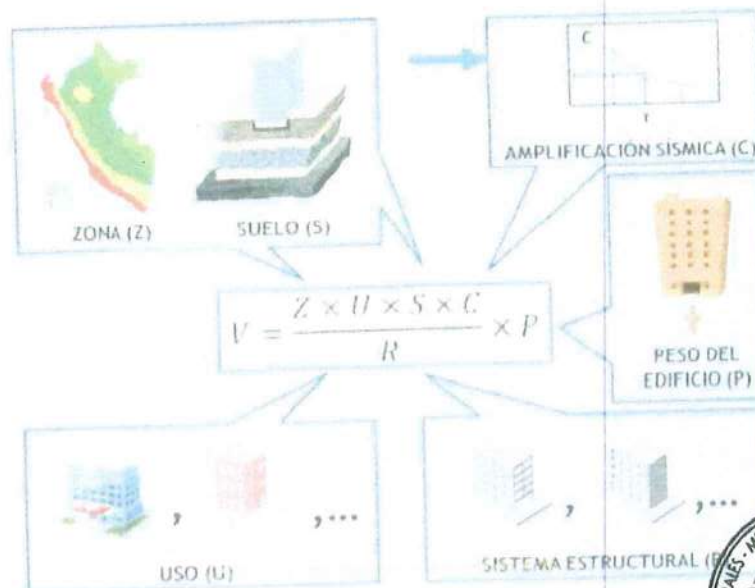 C
T
AMPLIFICACIÓN SÍSMICA (C)
ZONA (Z)
SUELO (S)
V = Z × U × S × C / R × P
PESO DEL
EDIFICIO (P)
, ,...
, ,...
USO (U)
SISTEMA ESTRUCTURAL